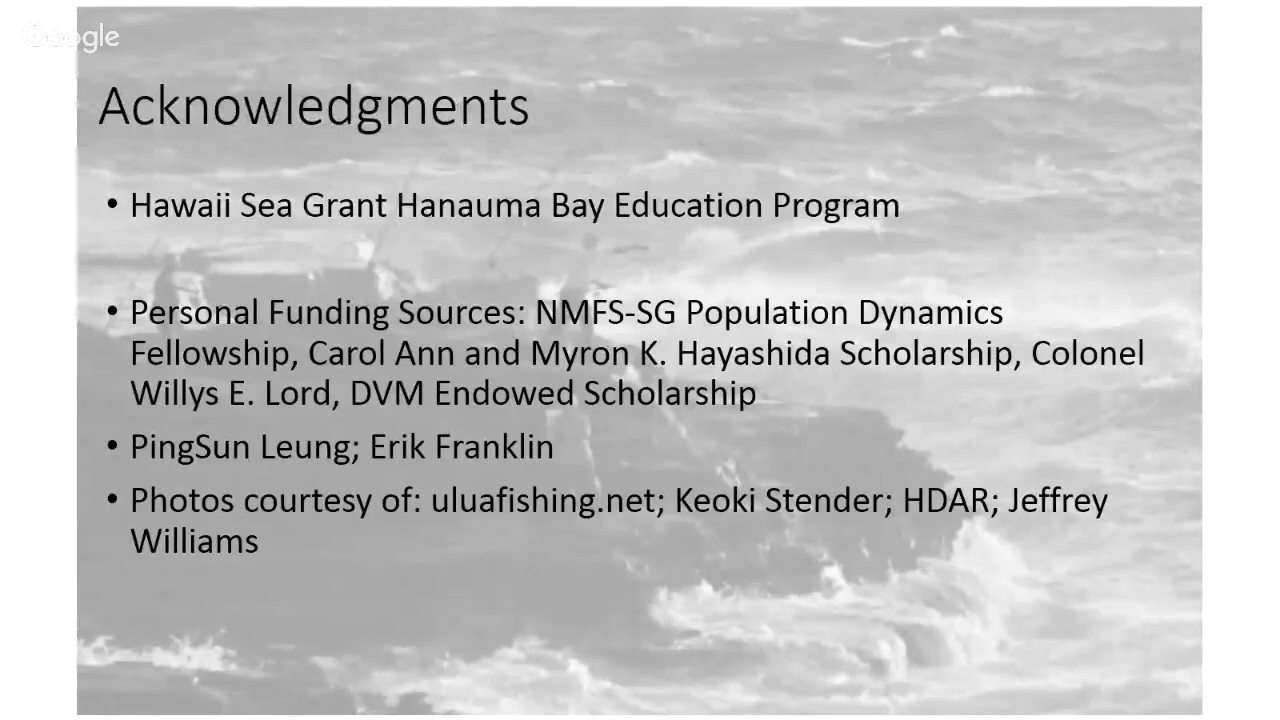 Google
Acknowledgments
• Hawaii Sea Grant Hanauma Bay Education Program
• Personal Funding Sources: NMFS-SG Population Dynamics
Fellowship, Carol Ann and Myron K. Hayashida Scholarship, Colonel
Willys E. Lord, DVM Endowed Scholarship
• PingSun Leung; Erik Franklin
• Photos courtesy of: uluafishing.net; Keoki Stender; HDAR; Jeffrey
Williams